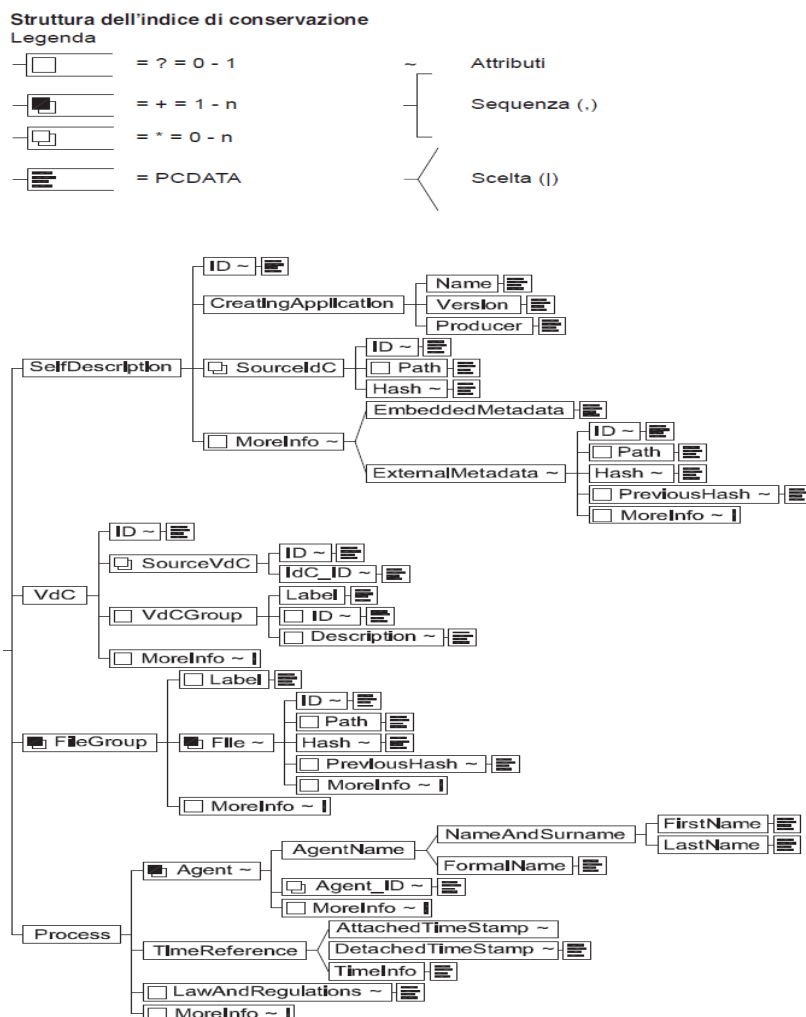 Struttura dell'indice di conservazione
Legenda
= ? = 0 - 1
~ Attributi
= + = 1 - n
Sequenza (,)
= * = 0 - n
= PCDATA
Scelta (|)
ID ~
CreatingApplication
Name
Version
Producer
SelfDescription
SourceIdC
ID ~
Path
Hash ~
MoreInfo ~
EmbeddedMetadata
ExternalMetadata ~
ID ~
Path
Hash ~
PreviousHash ~
MoreInfo ~
VdC
ID ~
SourceVdC
ID ~
IdC_ID ~
VdCGroup
Label
ID ~
Description ~
MoreInfo ~
FileGroup
Label
File ~
ID ~
Path
Hash ~
PreviousHash ~
MoreInfo ~
MoreInfo ~
Process
Agent ~
AgentName
NameAndSurname
FirstName
LastName
FormalName
Agent_ID ~
MoreInfo ~
TimeReference
AttachedTimeStamp ~
DetachedTimeStamp ~
TimeInfo
LawAndRegulations ~
MoreInfo ~